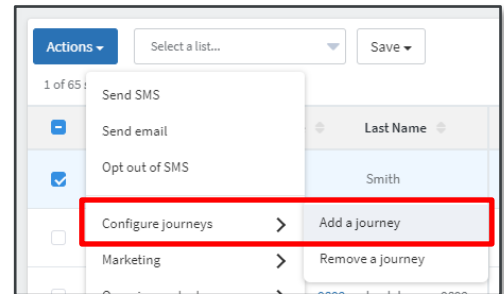 Actions
Select a list...
Save
1 of 65
Send SMS
Send email
Last Name
Opt out of SMS
Smith
Configure journeys
Add a journey
Marketing
Remove a journey